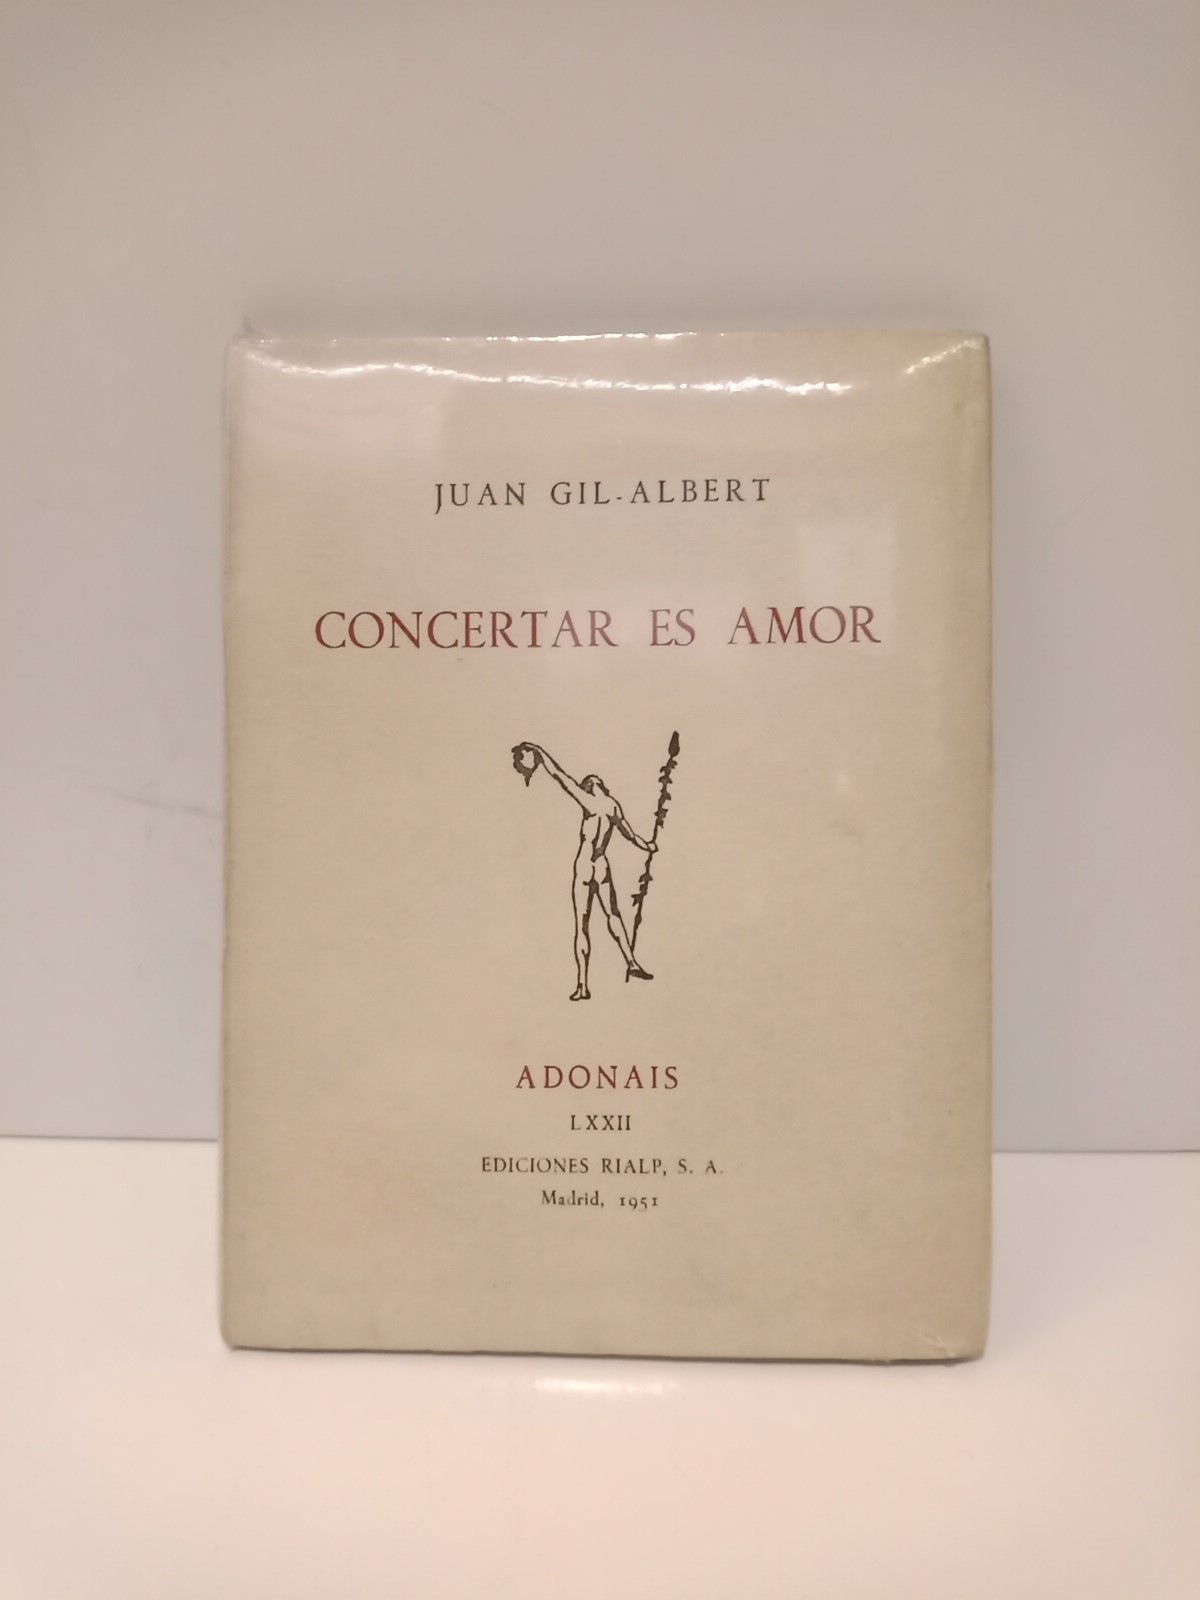 JUAN GIL-ALBERT
CONCERTAR ES AMOR
ADONAIS
LXXII
EDICIONES RIALP, S. A.
Madrid, 1951